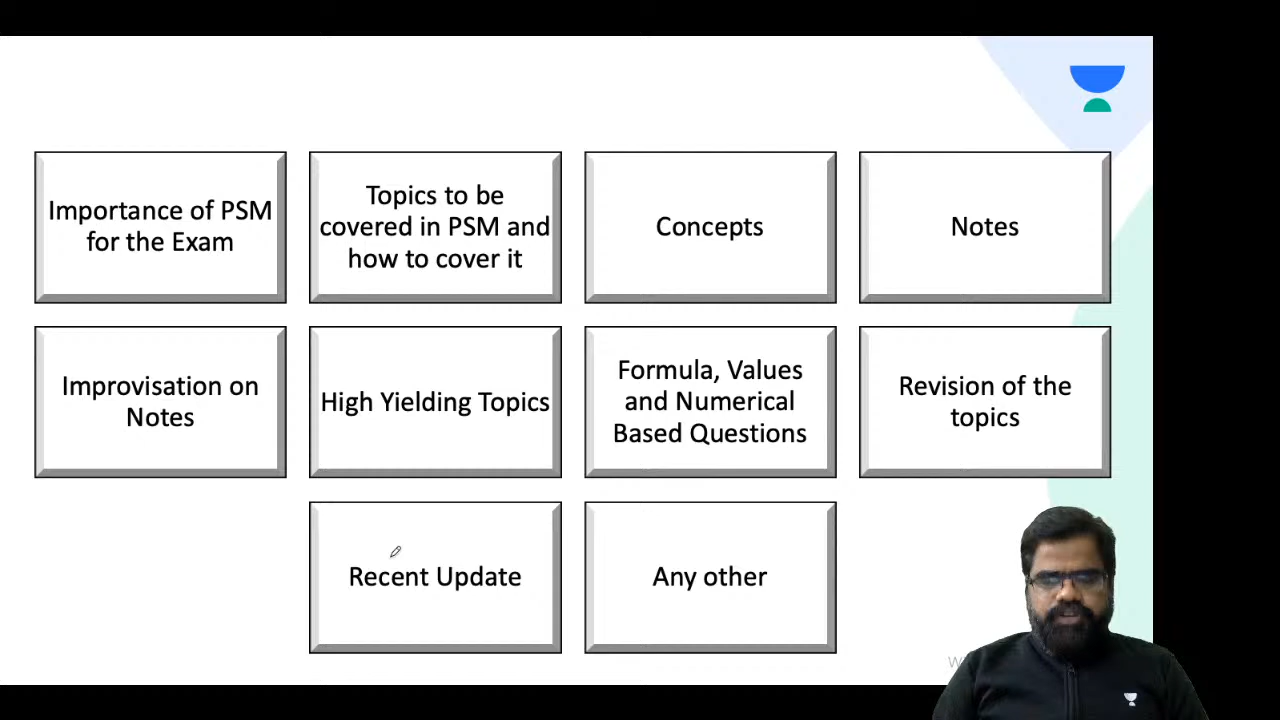 Importance of PSM
for the Exam
Topics to be
covered in PSM and
how to cover it
Concepts
Notes
Improvisation on
Notes
High Yielding Topics
Formula, Values
and Numerical
Based Questions
Revision of the
topics
Recent Update
Any other